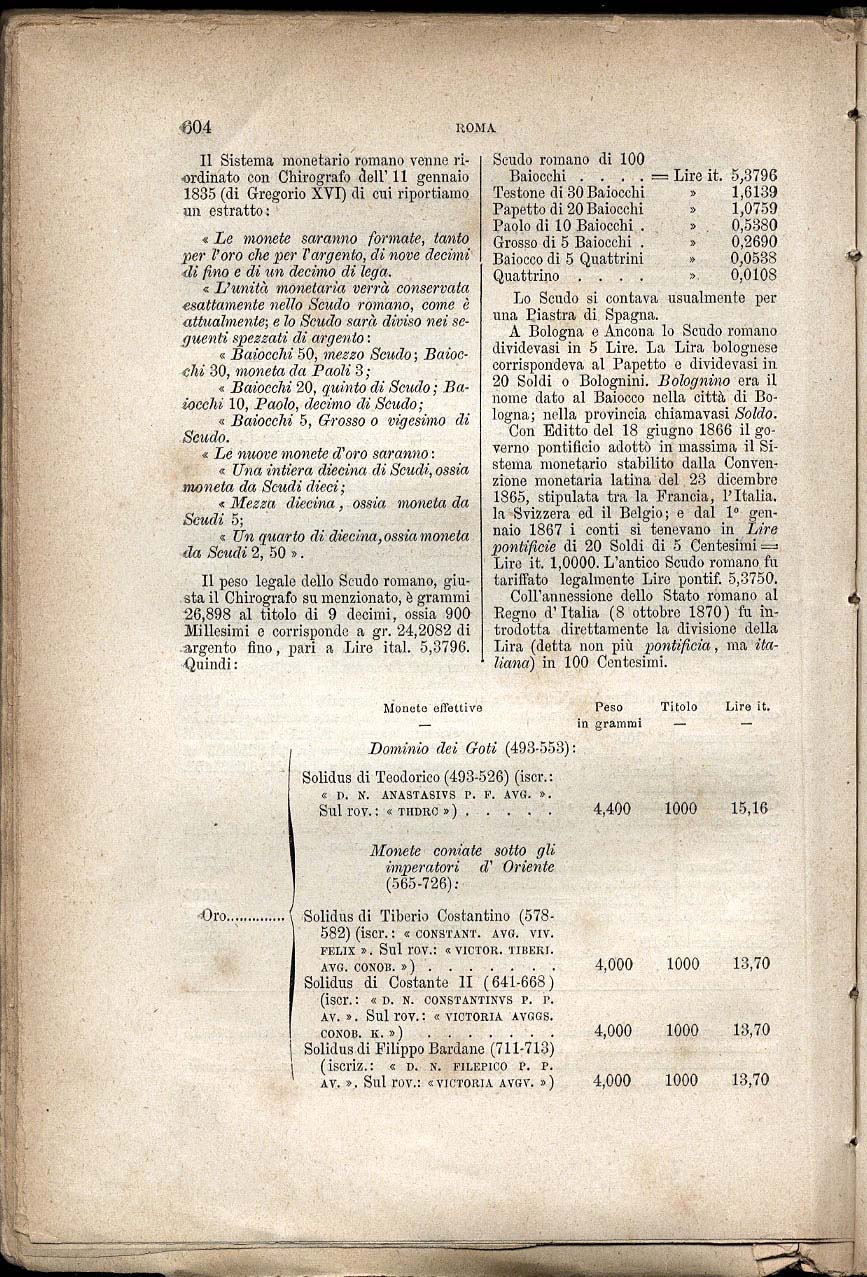 604
ROMA
Il Sistema monetario romano venne ri-
ordinato con Chirografo dell' 11 gennaio
1835 (di Gregorio XVI) di cui riportiamo
un estratto:
« Le monete saranno formate, tanto
per l'oro che per l'argento, di nove decimi
di fino e di un decimo di lega.
« L'unità monetaria verrà conservata
esattamente nello Scudo romano, come è
attualmente; e lo Scudo sarà diviso nei se-
guenti spezzati di argento:
« Baiocchi 50, mezzo Scudo; Baioc-
chi 30, moneta da Paoli 3;
« Baiocchi 20, quinto di Scudo; Ba-
iocchi 10, Paolo, decimo di Scudo;
« Baiocchi 5, Grosso o vigesimo di
Scudo.
« Le nuove monete d'oro saranno:
« Una intiera diecina di Scudi, ossia
moneta da Scudi dieci;
« Mezza diecina, ossia moneta da
Scudi 5;
« Un quarto di diecina, ossia moneta
da Scudi 2, 50 ».
Il peso legale dello Scudo romano, giu-
sta il Chirografo su menzionato, è grammi
26,898 al titolo di 9 decimi, ossia 900
Millesimi e corrisponde a gr. 24,2082 di
argento fino, pari a Lire ital. 5,3796.
Quindi:
Scudo romano di 100
Baiocchi . . . . = Lire it. 5,3796
Testone di 30 Baiocchi » 1,6139
Papetto di 20 Baiocchi » 1,0759
Paolo di 10 Baiocchi . » 0,5380
Grosso di 5 Baiocchi . » 0,2690
Baiocco di 5 Quattrini » 0,0538
Quattrino . . . . » 0,0108
Lo Scudo si contava usualmente per
una Piastra di Spagna.
A Bologna e Ancona lo Scudo romano
dividevasi in 5 Lire. La Lira bolognese
corrispondeva al Papetto e dividevasi in
20 Soldi o Bolognini. Bolognino era il
nome dato al Baiocco nella città di Bo-
logna; nella provincia chiamavasi Soldo.
Con Editto del 18 giugno 1866 il go-
verno pontificio adottò in massima il Si-
stema monetario stabilito dalla Conven-
zione monetaria latina del 23 dicembre
1865, stipulata tra la Francia, l'Italia.
la Svizzera ed il Belgio; e dal 1º gen-
naio 1867 i conti si tenevano in Lire
pontificie di 20 Soldi di 5 Centesimi =
Lire it. 1,0000. L'antico Scudo romano fu
tariffato legalmente Lire pontif. 5,3750.
Coll'annessione dello Stato romano al
Regno d'Italia (8 ottobre 1870) fu in-
trodotta direttamente la divisione della
Lira (detta non più pontificia, ma ita-
liana) in 100 Centesimi.
Monete effettive Peso in grammi Titolo Lire it.
Dominio dei Goti (493-553):
Solidus di Teodorico (493-526) (iscr.:
« D. N. ANASTASIVS P. F. AVG. ».
Sul rov.: « THDRC ») . . . . . 4,400 1000 15,16
Monete coniate sotto gli
imperatori d' Oriente
(565-726):
Oro..............
Solidus di Tiberio Costantino (578-
582) (iscr.: « CONSTANT. AVG. VIV.
FELIX ». Sul rov.: « VICTOR. TIBERI.
AVG. CONOB. ») . . . . . . . 4,000 1000 13,70
Solidus di Costante II (641-668)
(iscr.: « D. N. CONSTANTINVS P. P.
AV. ». Sul rov.: « VICTORIA AVGGS.
CONOB. K. ») . . . . . . . 4,000 1000 13,70
Solidus di Filippo Bardane (711-713)
(iscriz.: « D. N. FILEPICO P. P.
AV. ». Sul rov.: «VICTORIA AVGV. ») 4,000 1000 13,70